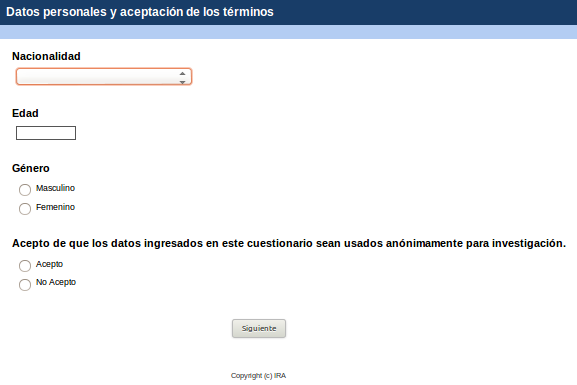 Datos personales y aceptación de los términos
Nacionalidad
Edad
Género
Masculino
Femenino
Acepto de que los datos ingresados en este cuestionario sean usados anónimamente para investigación.
Acepto
No Acepto
Siguiente
Copyright (c) IRA